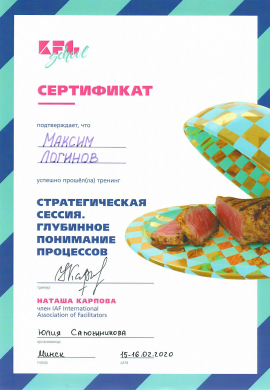 KFL
School
СЕРТИФИКАТ
подтверждает, что
МАКСИМ
ЛОГИНОВ
успешно прошёл(ла) тренинг
СТРАТЕГИЧЕСКАЯ
СЕССИЯ.
ГЛУБИННОЕ
ПОНИМАНИЕ
ПРОЦЕССОВ
тренер
НАТАША КАРПОВА
член IAF International
Association of Facilitators
Юлия Сапожникова
организатор
Минск 15-16.02.2020
город дата